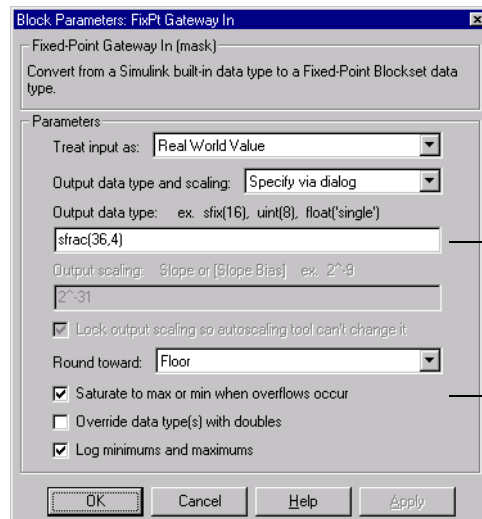 Block Parameters: FixPt Gateway In
Fixed-Point Gateway In (mask)
Convert from a Simulink built-in data type to a Fixed-Point Blockset data
type.
Parameters
Treat input as: Real World Value
Output data type and scaling: Specify via dialog
Output data type: ex. sfix(16), uint(8), float('single')
sfrac(36,4)
Output scaling: Slope or [Slope Bias] ex. 2^-9
2^-31
Lock output scaling so autoscaling tool can't change it
Round toward: Floor
Saturate to max or min when overflows occur
Override data type(s) with doubles
Log minimums and maximums
OK Cancel Help Apply